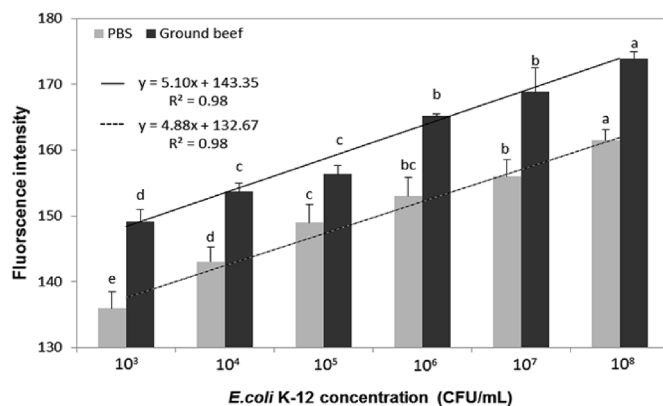 180
PBS Ground beef
a
b
y = 5.10x + 143.35
R² = 0.98
b
170
y = 4.88x + 132.67
R² = 0.98
a
c
c
160
d
b
bc
c
150
d
e
140
130
10³ 10⁴ 10⁵ 10⁶ 10⁷ 10⁸
Fluorscence intensity
E.coli K-12 concentration (CFU/mL)